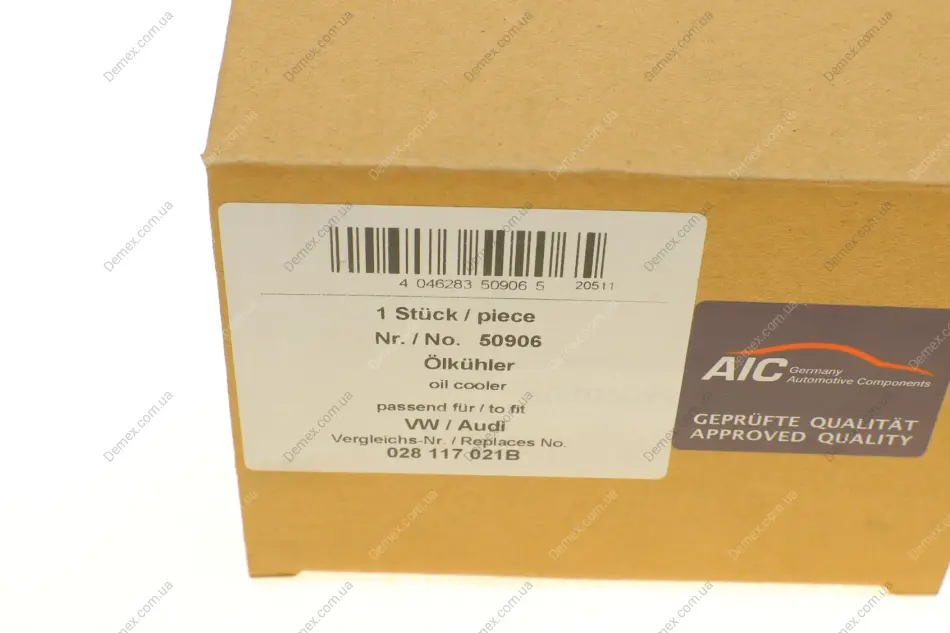 4 046283 50906 5 20511
1 Stück / piece
Nr. / No. 50906
Ölkühler
oil cooler
passend für / to fit
VW / Audi
Vergleichs-Nr. / Replaces No.
028 117 021B
AIC Germany
Automotive Components
GEPRÜFTE QUALITÄT
APPROVED QUALITY
Demex.com.ua